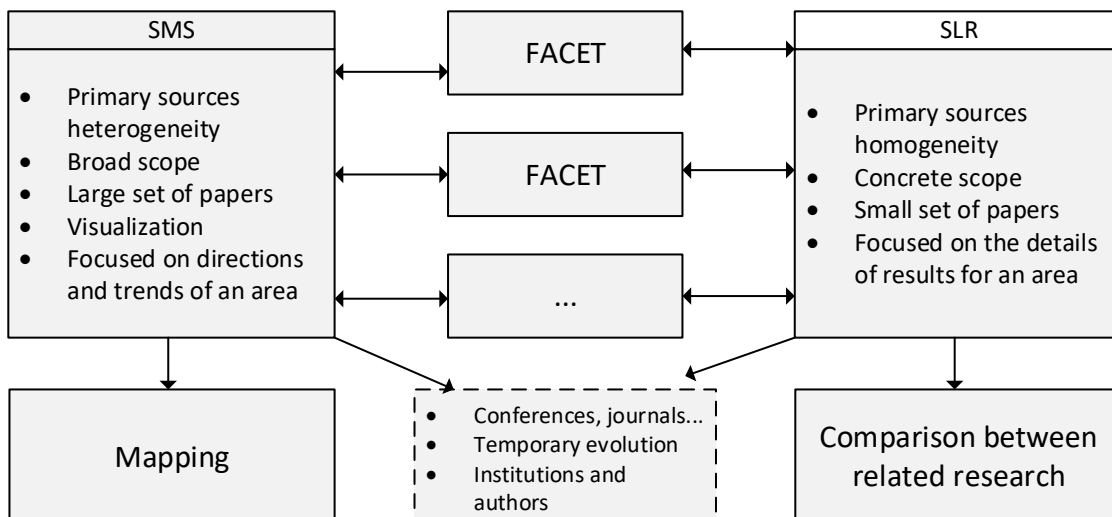 SMS
• Primary sources
heterogeneity
• Broad scope
• Large set of papers
• Visualization
• Focused on directions
and trends of an area
FACET
FACET
...
SLR
• Primary sources
homogeneity
• Concrete scope
• Small set of papers
• Focused on the details
of results for an area
Mapping
• Conferences, journals...
• Temporary evolution
• Institutions and
authors
Comparison between
related research